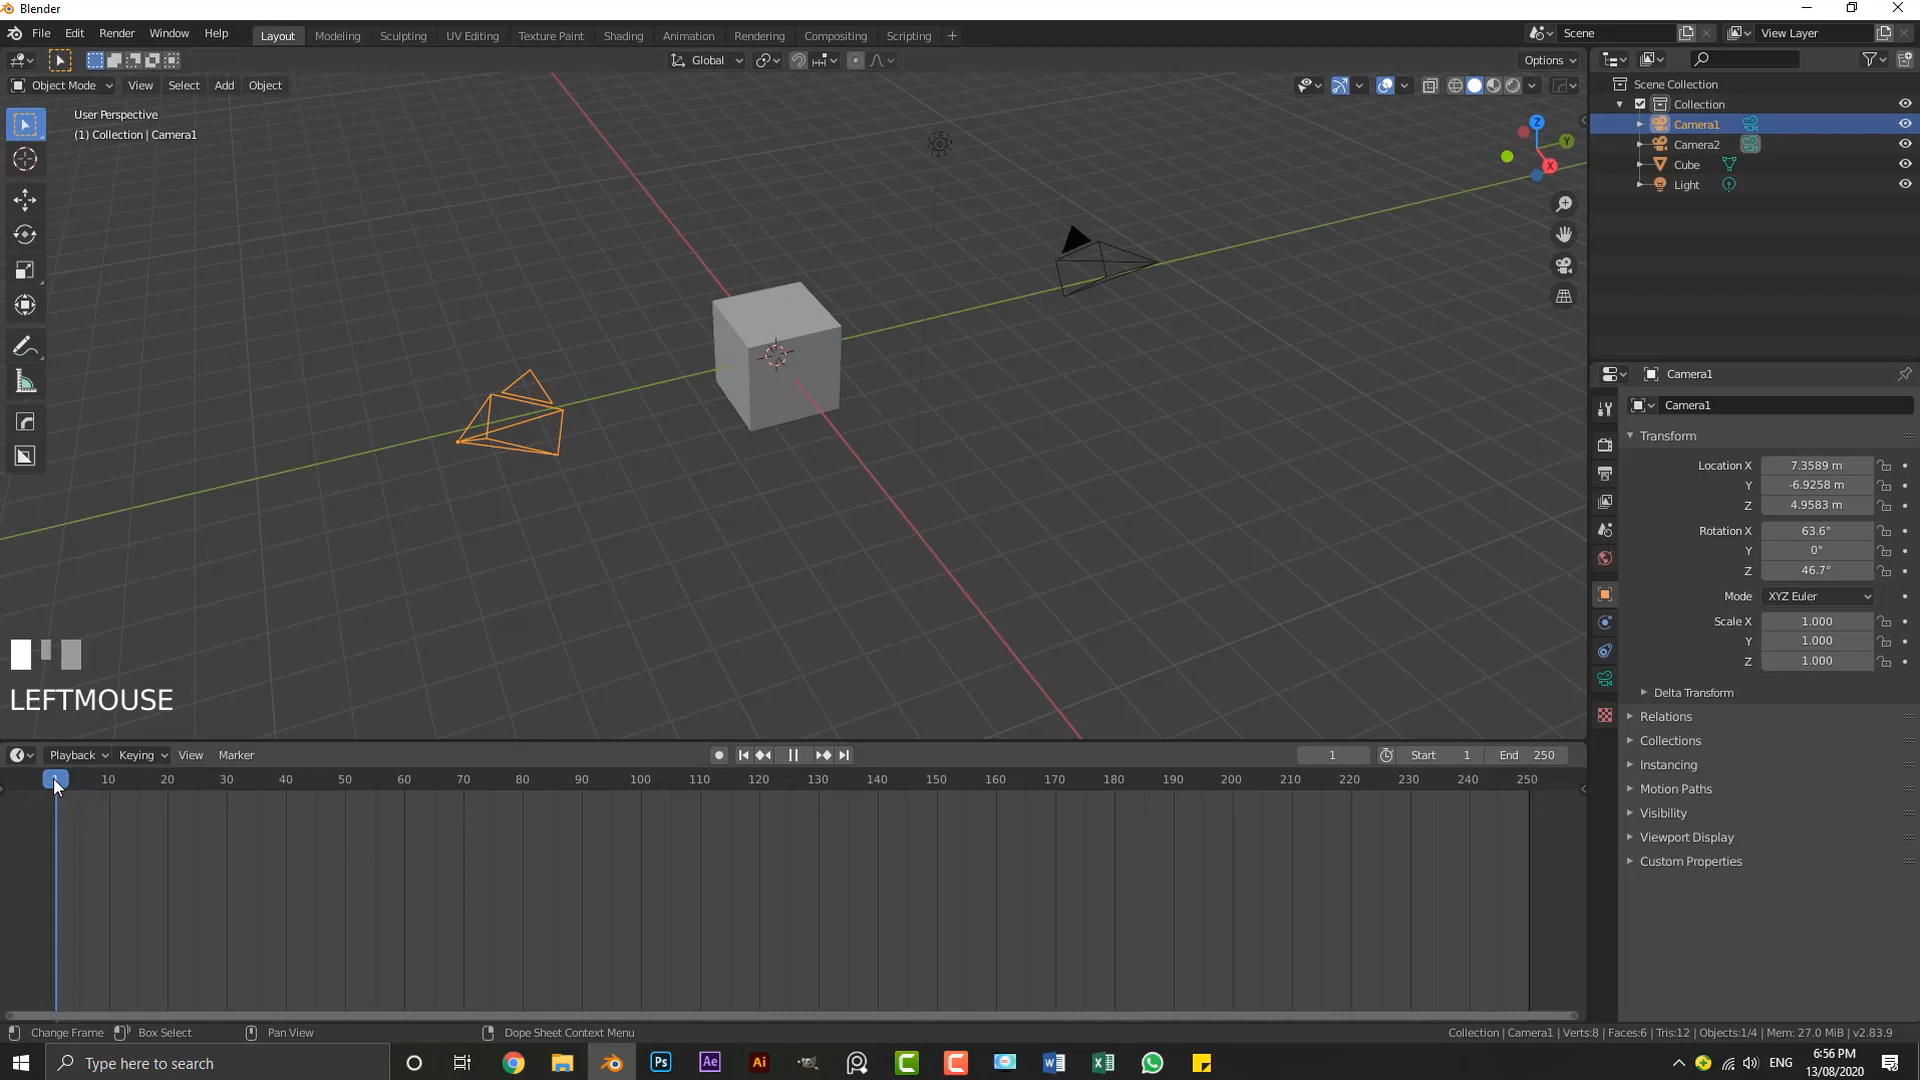 Blender
File Edit Render Window Help
Layout Modeling Sculpting UV Editing Texture Paint Shading Animation Rendering Compositing Scripting +
Scene
View Layer
Global
Options
Object Mode View Select Add Object
User Perspective
(1) Collection | Camera1
Z
Y
X
Scene Collection
Collection
Camera1
Camera2
Cube
Light
Camera1
Camera1
Transform
Location X 7.3589 m
Y -6.9258 m
Z 4.9583 m
Rotation X 63.6°
Y 0°
Z 46.7°
Mode XYZ Euler
Scale X 1.000
Y 1.000
Z 1.000
Delta Transform
Relations
Collections
Instancing
Motion Paths
Visibility
Viewport Display
Custom Properties
LEFTMOUSE
Playback Keying View Marker
1 Start 1 End 250
10 20 30 40 50 60 70 80 90 100 110 120 130 140 150 160 170 180 190 200 210 220 230 240 250
Change Frame Box Select Pan View Dope Sheet Context Menu
Collection | Camera1 | Verts:8 | Faces:6 | Tris:12 | Objects:1/4 | Mem: 27.0 MiB | v2.83.9
Type here to search
Ps Ae Ai
ENG
6:56 PM
13/08/2020